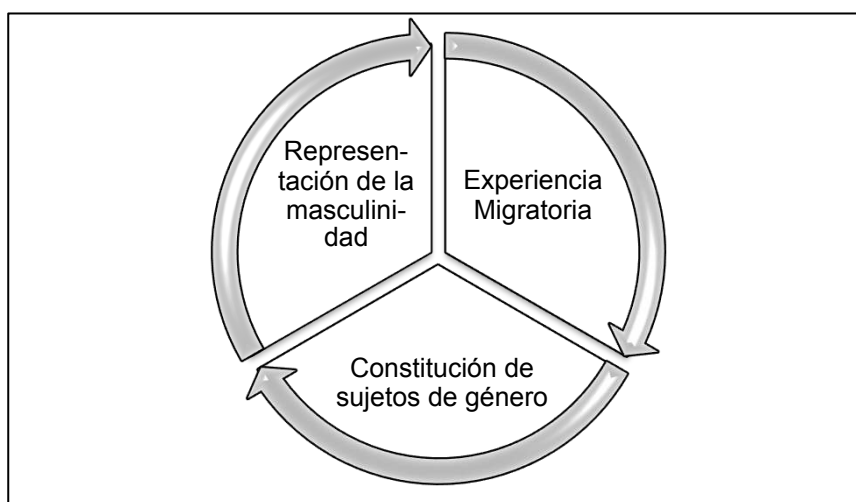 Represen-
tación de la
masculini-
dad
Experiencia
Migratoria
Constitución de
sujetos de género